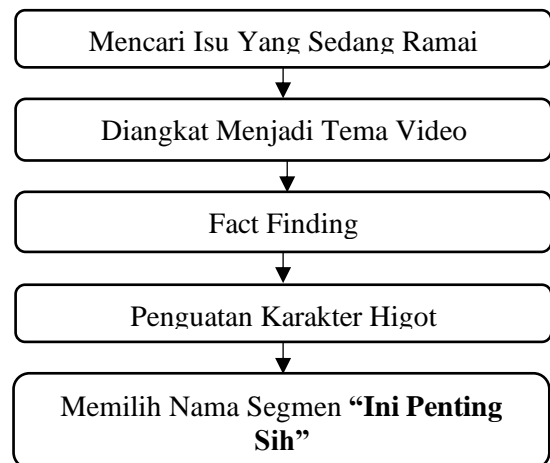 Mencari Isu Yang Sedang Ramai
Diangkat Menjadi Tema Video
Fact Finding
Penguatan Karakter Higot
Memilih Nama Segmen “Ini Penting
Sih”